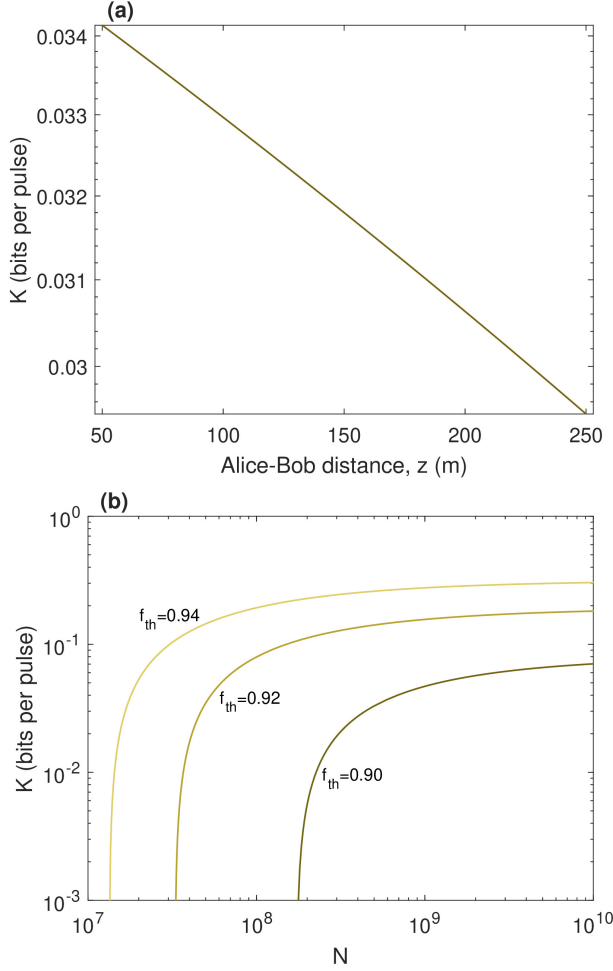 (a)
0.034
0.033
0.032
0.031
0.03
K (bits per pulse)
50
100
150
200
250
Alice-Bob distance, z (m)
(b)
10^0
10^-1
10^-2
10^-3
K (bits per pulse)
f_th=0.94
f_th=0.92
f_th=0.90
10^7
10^8
10^9
10^10
N